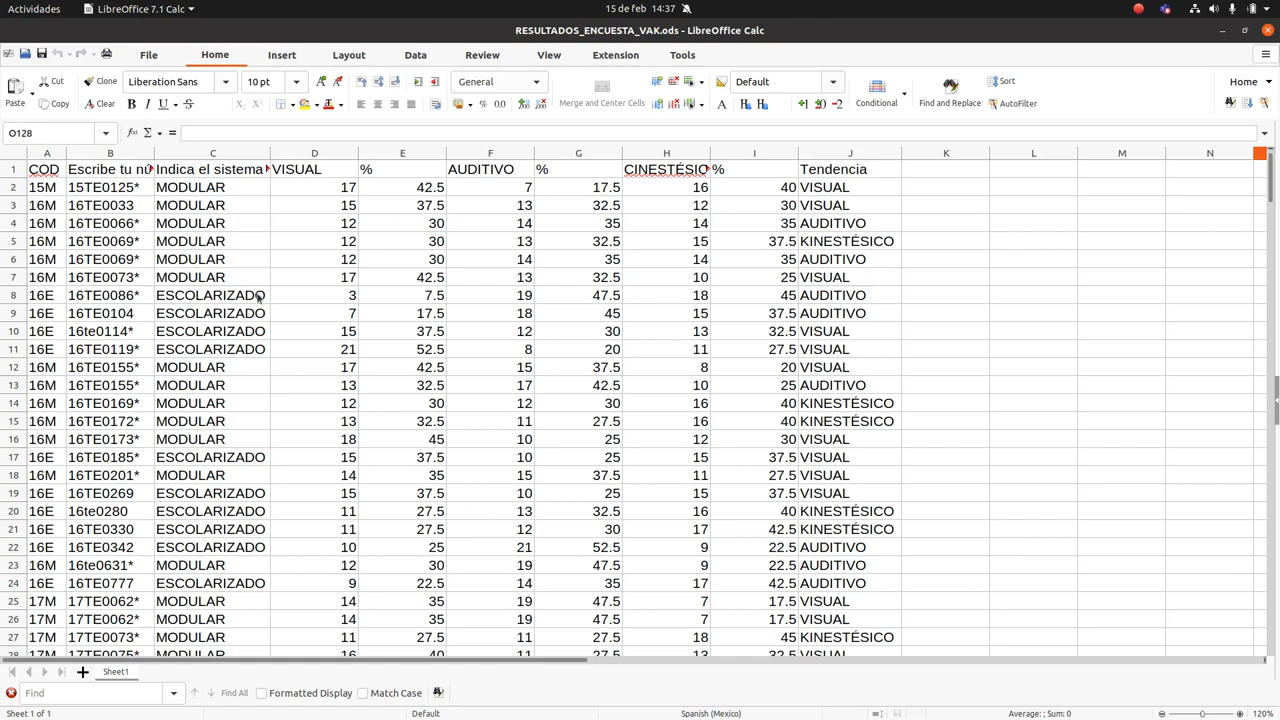 Actividades LibreOffice 7.1 Calc 15 de feb 14:37
RESULTADOS_ENCUESTA_VAK.ods - LibreOffice Calc
File Home Insert Layout Data Review View Extension Tools
Paste Cut Clone Liberation Sans 10 pt General Merge and Center Cells Default Conditional Find and Replace Sort Home
Copy Clear AutoFilter
O128
A B C D E F G H I J K L M N
1 COD Escribe tu nú Indica el sistema VISUAL % AUDITIVO % CINESTÉSIC % Tendencia
2 15M 15TE0125* MODULAR 17 42.5 7 17.5 16 40 VISUAL
3 16M 16TE0033 MODULAR 15 37.5 13 32.5 12 30 VISUAL
4 16M 16TE0066* MODULAR 12 30 14 35 14 35 AUDITIVO
5 16M 16TE0069* MODULAR 12 30 13 32.5 15 37.5 KINESTÉSICO
6 16M 16TE0069* MODULAR 12 30 14 35 14 35 AUDITIVO
7 16M 16TE0073* MODULAR 17 42.5 13 32.5 10 25 VISUAL
8 16E 16TE0086* ESCOLARIZADO 3 7.5 19 47.5 18 45 AUDITIVO
9 16E 16TE0104 ESCOLARIZADO 7 17.5 18 45 15 37.5 AUDITIVO
10 16E 16te0114* ESCOLARIZADO 15 37.5 12 30 13 32.5 VISUAL
11 16E 16TE0119* ESCOLARIZADO 21 52.5 8 20 11 27.5 VISUAL
12 16M 16TE0155* MODULAR 17 42.5 15 37.5 8 20 VISUAL
13 16M 16TE0155* MODULAR 13 32.5 17 42.5 10 25 AUDITIVO
14 16M 16TE0169* MODULAR 12 30 12 30 16 40 KINESTÉSICO
15 16M 16TE0172* MODULAR 13 32.5 11 27.5 16 40 KINESTÉSICO
16 16M 16TE0173* MODULAR 18 45 10 25 12 30 VISUAL
17 16E 16TE0185* ESCOLARIZADO 15 37.5 10 25 15 37.5 VISUAL
18 16M 16TE0201* MODULAR 14 35 15 37.5 11 27.5 VISUAL
19 16E 16TE0269 ESCOLARIZADO 15 37.5 10 25 15 37.5 VISUAL
20 16E 16te0280 ESCOLARIZADO 11 27.5 13 32.5 16 40 KINESTÉSICO
21 16E 16TE0330 ESCOLARIZADO 11 27.5 12 30 17 42.5 KINESTÉSICO
22 16E 16TE0342 ESCOLARIZADO 10 25 21 52.5 9 22.5 AUDITIVO
23 16M 16te0631* MODULAR 12 30 19 47.5 9 22.5 AUDITIVO
24 16E 16TE0777 ESCOLARIZADO 9 22.5 14 35 17 42.5 AUDITIVO
25 17M 17TE0062* MODULAR 14 35 19 47.5 7 17.5 VISUAL
26 17M 17TE0062* MODULAR 14 35 19 47.5 7 17.5 VISUAL
27 17M 17TE0073* MODULAR 11 27.5 11 27.5 18 45 KINESTÉSICO
28 17M 17TE0075* MODULAR 16 40 11 27.5 13 32.5 VISUAL
Sheet1
Find Find All Formatted Display Match Case
Sheet 1 of 1 Default Spanish (Mexico) Average: ; Sum: 0 120%